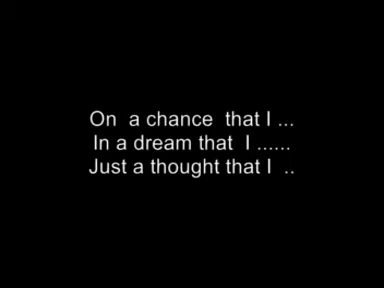 On  a chance  that I ...
In a dream that  I ......
Just a thought that I  ..